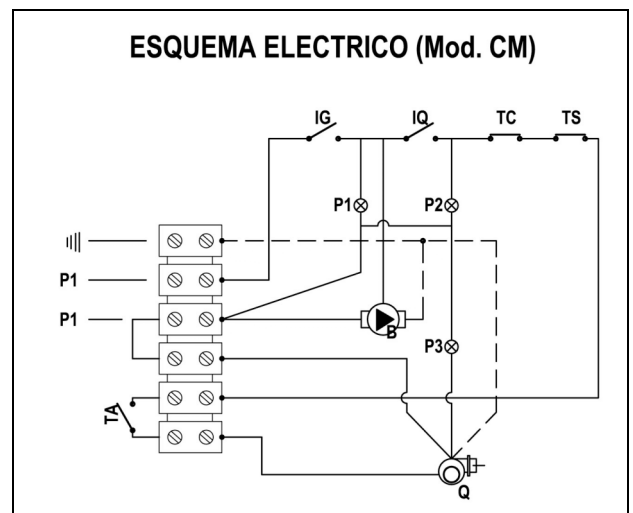 ESQUEMA ELECTRICO (Mod. CM)
IG IQ TC TS
P1 P2
P1
P1
B
P3
TA
Q